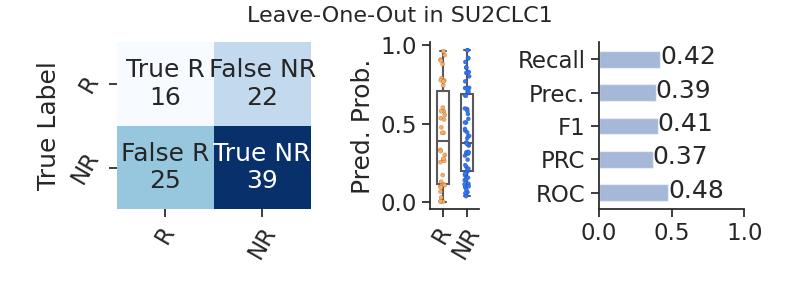 Leave-One-Out in SU2CLC1
True Label
R
NR
True R
16
False NR
22
False R
25
True NR
39
R
NR
Pred. Prob.
1.0
0.5
0.0
R
NR
Recall
Prec.
F1
PRC
ROC
0.42
0.39
0.41
0.37
0.48
0.0
0.5
1.0